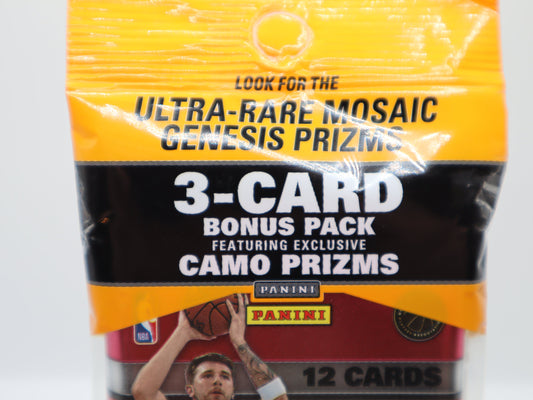 LOOK FOR THE
ULTRA-RARE MOSAIC
GENESIS PRIZMS
3-CARD
BONUS PACK
FEATURING EXCLUSIVE
CAMO PRIZMS
PANINI
PANINI
NBA
12 CARDS